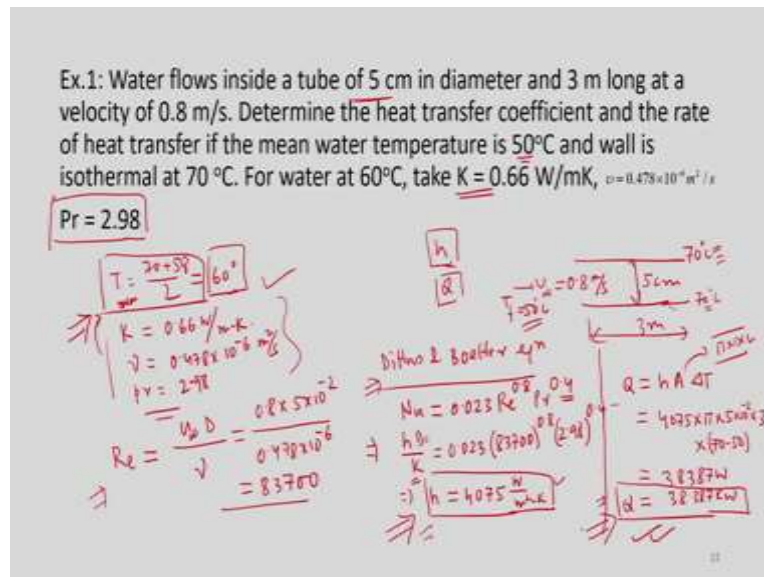 Ex.1: Water flows inside a tube of 5 cm in diameter and 3 m long at a
velocity of 0.8 m/s. Determine the heat transfer coefficient and the rate
of heat transfer if the mean water temperature is 50°C and wall is
isothermal at 70 °C. For water at 60°C, take K = 0.66 W/mK, υ=0.478×10⁻⁶ m²/s
Pr = 2.98
T = 70+50/2 = 60°
K = 0.66 W/m-K
ν = 0.478×10⁻⁶ m²/s
Pr = 2.98
Re = D/ν = 0.8×5×10⁻²/0.478×10⁻⁶
= 83700
h
Q
70°C
= 0.8 m/s
5cm
T=50°C
70°C
3m
Dittus & Boelter eqn
Nu = 0.023 Re^0.8 Pr^0.4
⇒ hD/K = 0.023 (83700)^0.8 (2.98)^0.4
⇒ h = 4075 W/m²K
Q = hA ΔT
= 4075×π×5×10⁻²×3
×(70-50)
= 38387W
Q = 38.387KW